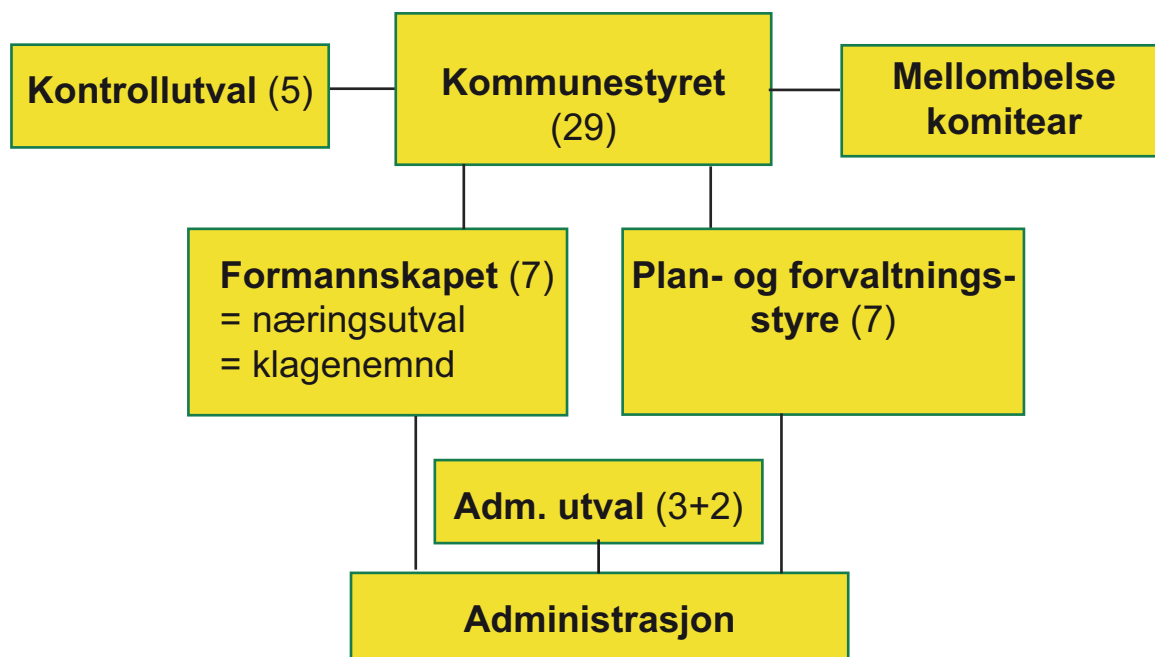 Kontrollutval (5)
Kommunestyret
(29)
Mellombelse
komitear
Formannskapet (7)
= næringsutval
= klagenemnd
Plan- og forvaltnings-
styre (7)
Adm. utval (3+2)
Administrasjon